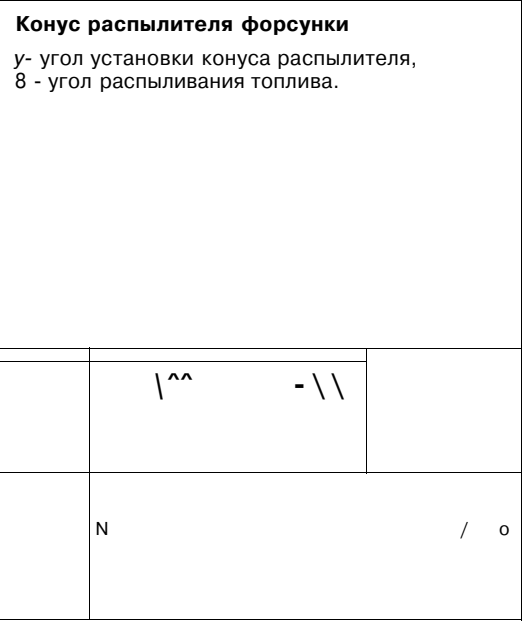 Конус распылителя форсунки
у- угол установки конуса распылителя,
8 - угол распыливания топлива.
\^^ -\\
N / о